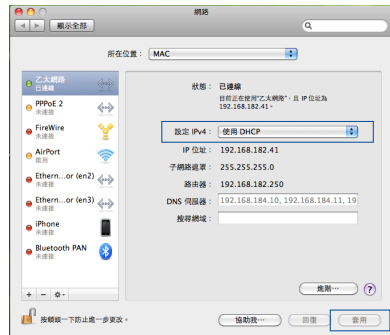 網路
顯示全部
所在位置： MAC
乙太網路
已連線
PPPoE 2
未連接
FireWire
未連接
AirPort
啟用
Ethern...or (en2)
未連接
Ethern...or (en3)
未連接
iPhone
未連接
Bluetooth PAN
未連接
狀態： 已連線
目前正在使用“乙太網路”，且 IP 位址為
192.168.182.41。
設定 IPv4： 使用 DHCP
IP 位址： 192.168.182.41
子網路遮罩： 255.255.255.0
路由器： 192.168.182.250
DNS 伺服器： 192.168.184.10, 192.168.184.11, 19
搜尋網域：
進階⋯ ?
按鎖頭一下防止進一步更改。
協助我⋯ 回復 套用